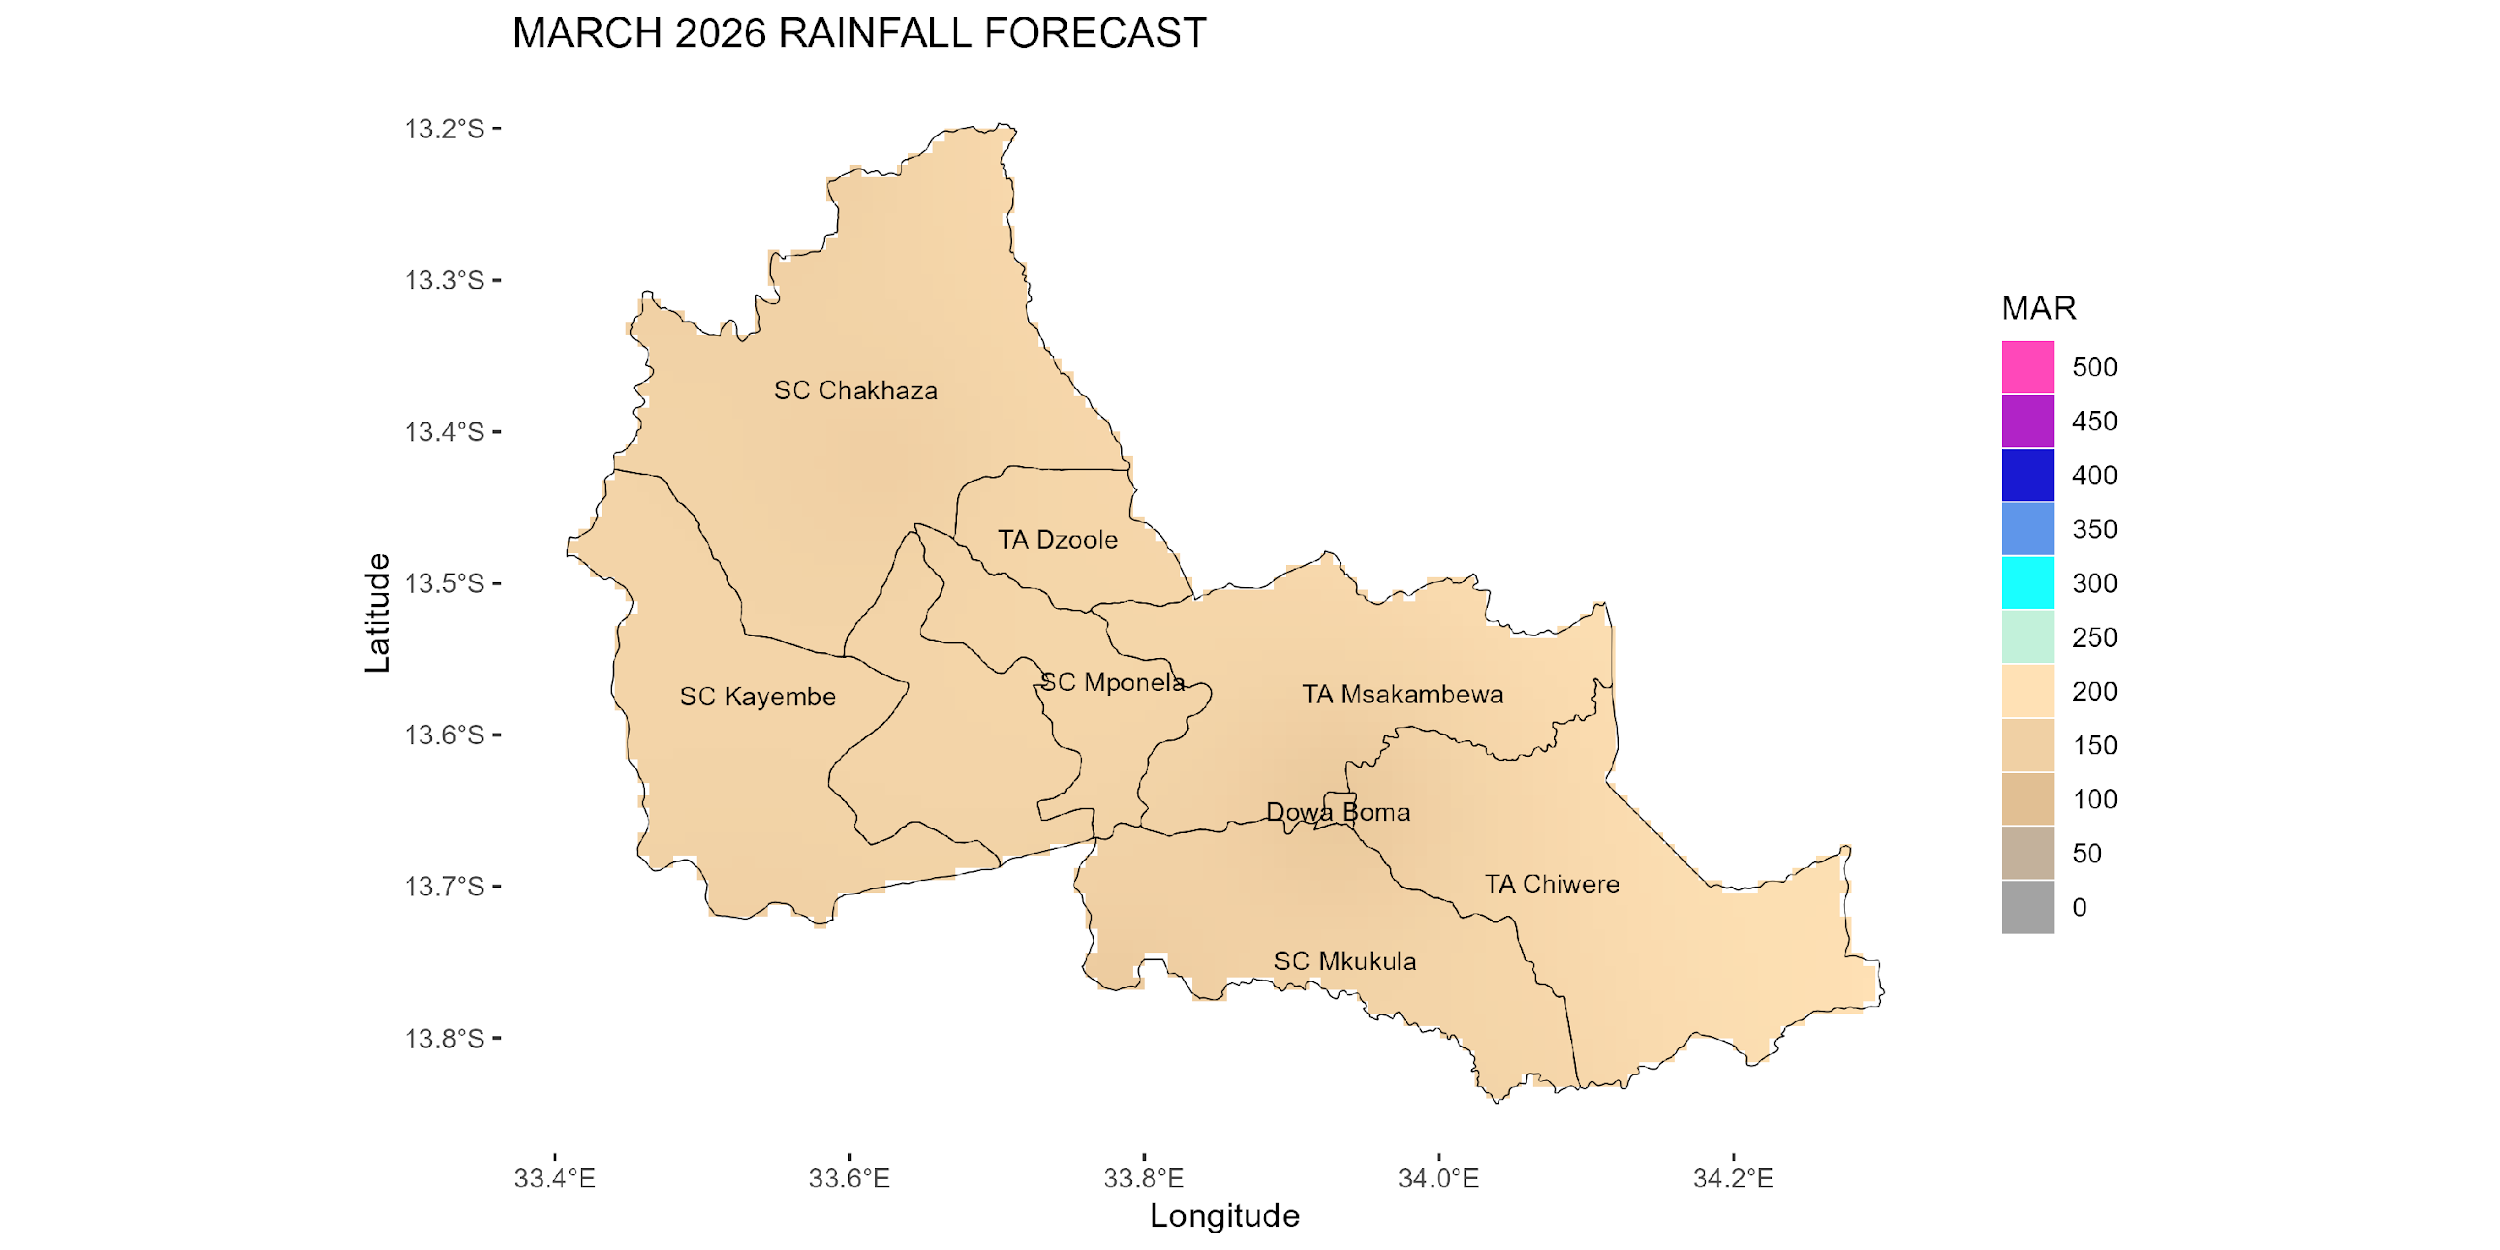 MARCH 2026 RAINFALL FORECAST
13.2°S
13.3°S
13.4°S
13.5°S
13.6°S
13.7°S
13.8°S
Latitude
SC Chakhaza
TA Dzoole
SC Mponela
SC Kayembe
TA Msakambewa
Dowa Boma
TA Chiwere
SC Mkukula
33.4°E
33.6°E
33.8°E
34.0°E
34.2°E
Longitude
MAR
500
450
400
350
300
250
200
150
100
50
0